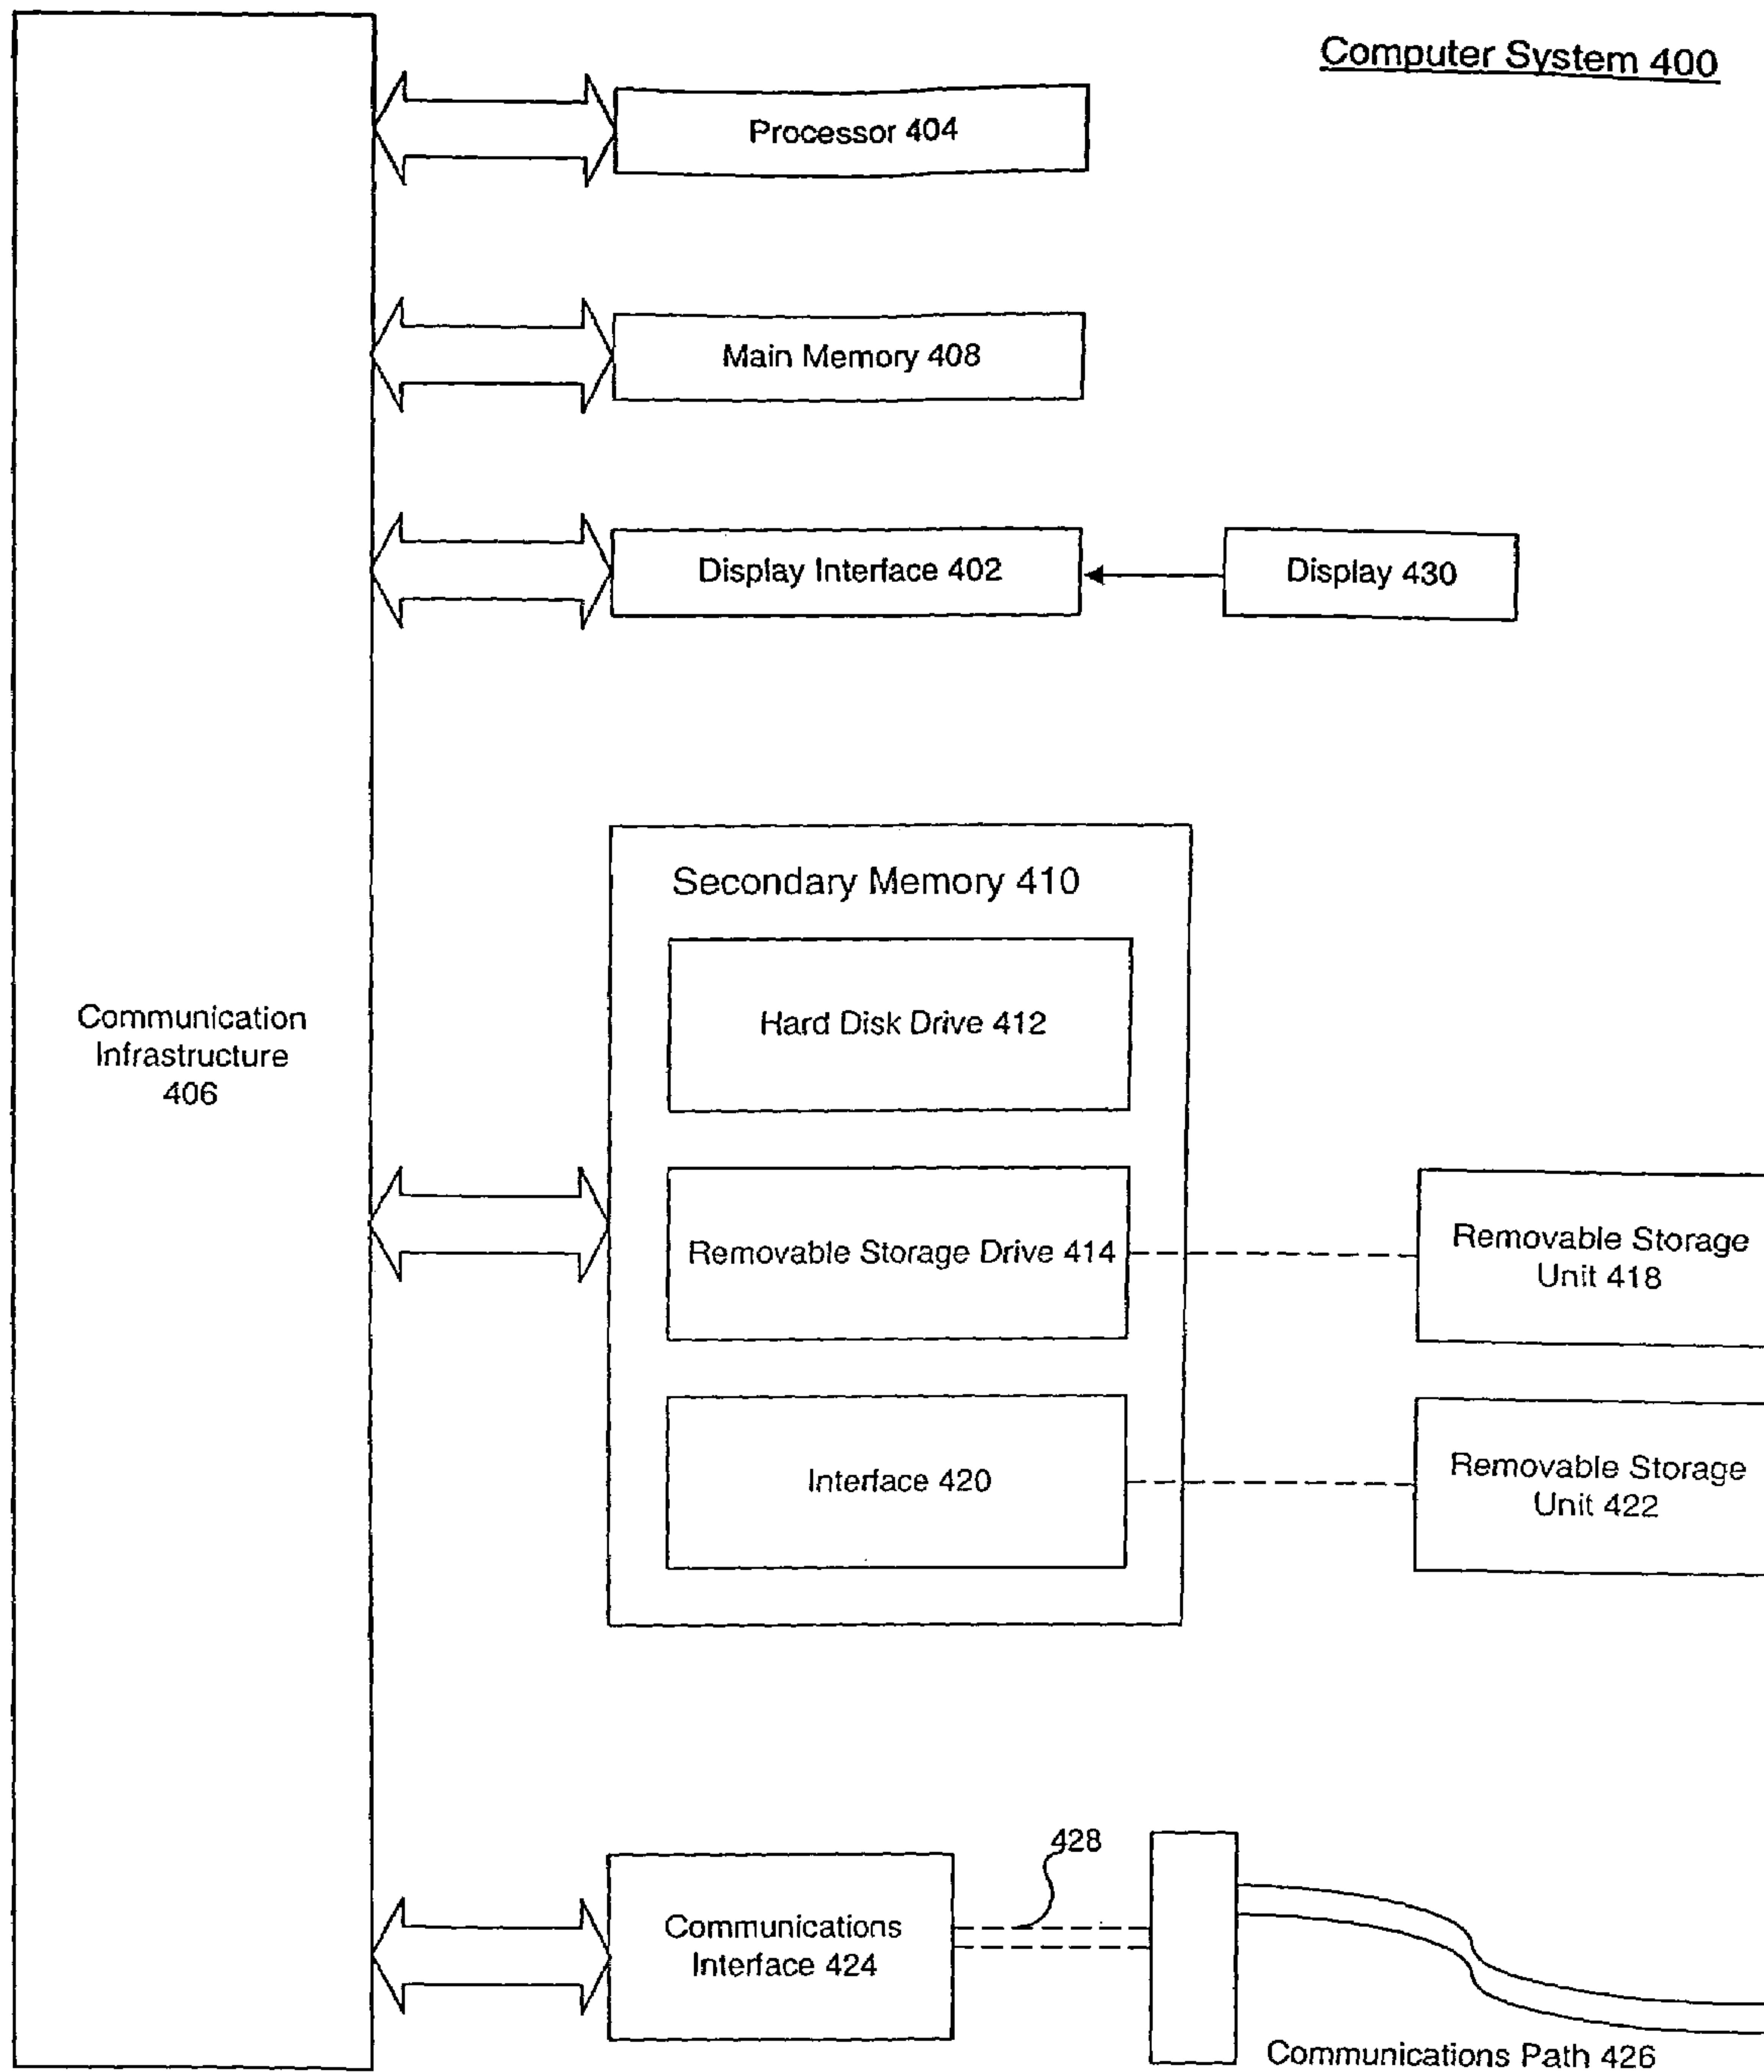 Computer System 400
Processor 404
Main Memory 408
Display Interface 402
Display 430
Secondary Memory 410
Hard Disk Drive 412
Communication
Infrastructure
406
Removable Storage Drive 414
Removable Storage
Unit 418
Interface 420
Removable Storage
Unit 422
428
Communications
Interface 424
Communications Path 426